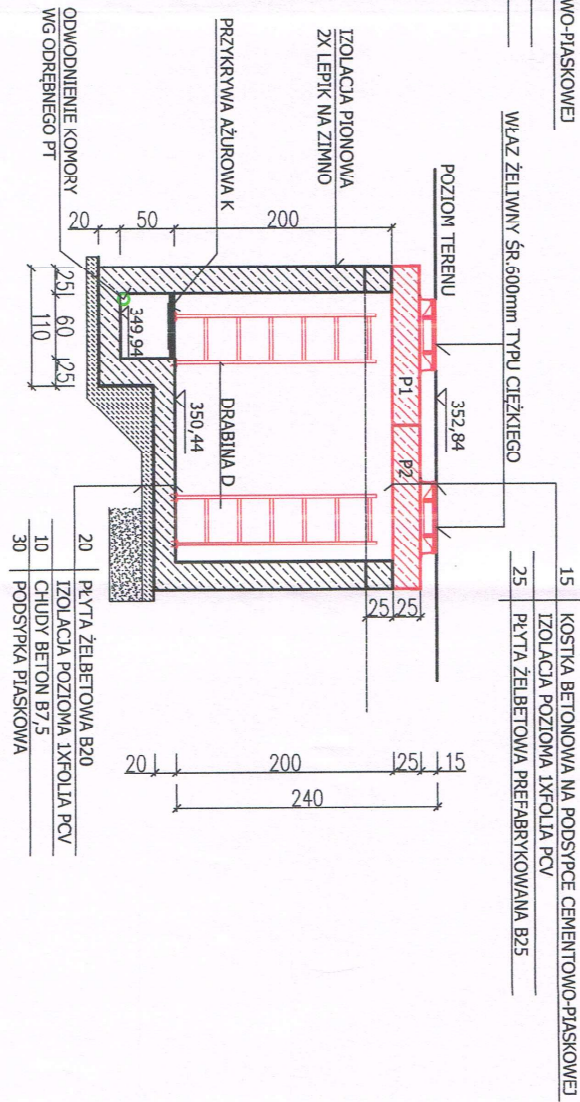 WO-PIASKOWEJ
WŁAZ ŻELIWNY ŚR.600mm TYPU CIĘŻKIEGO
15 KOSTKA BETONOWA NA PODSYPCE CEMENTOWO-PIASKOWEJ
IZOLACJA POZIOMA 1XFOLIA PCV
25 PŁYTA ŻELBETOWA PREFABRYKOWANA B25
POZIOM TERENU
352,84
IZOLACJA PIONOWA
2X LEPIK NA ZIMNO
PRZYKRYWA AŻUROWA K
ODWODNIENIE KOMORY
WG ODRĘBNEGO PT
P1
P2
DRABINA D
350,44
349,94
20
50
200
25
60
25
110
25
25
20
200
25
15
240
20 PŁYTA ŻELBETOWA B20
IZOLACJA POZIOMA 1XFOLIA PCV
10 CHUDY BETON B7,5
30 PODSYPKA PIASKOWA